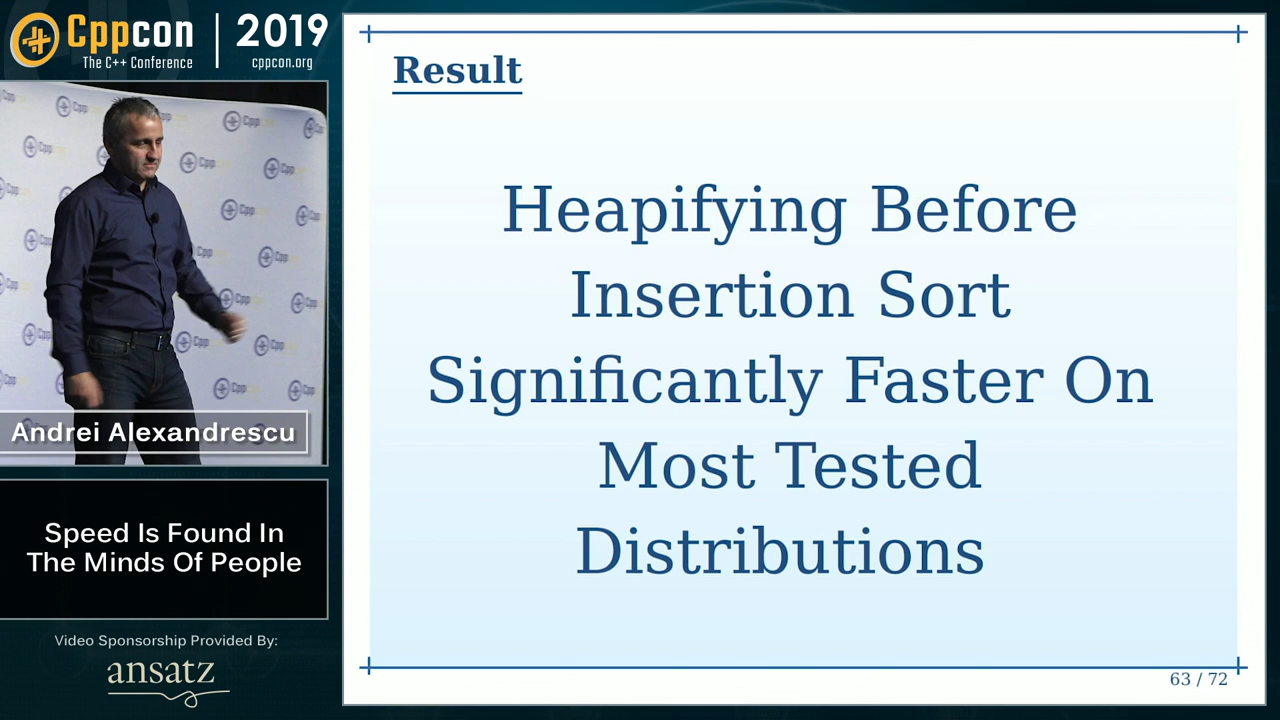 Cppcon
The C++ Conference
2019
cppcon.org
Andrei Alexandrescu
Speed Is Found In
The Minds Of People
Video Sponsorship Provided By:
ansatz
Result
Heapifying Before
Insertion Sort
Significantly Faster On
Most Tested
Distributions
63 / 72